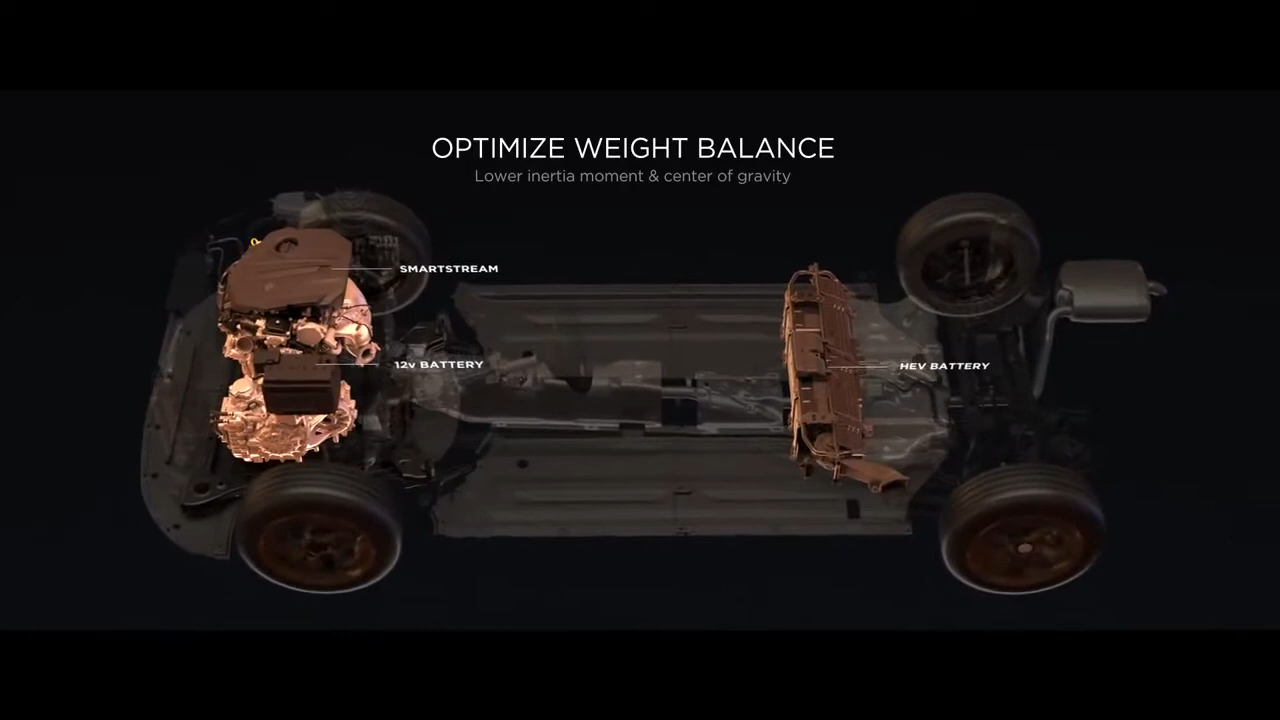 OPTIMIZE WEIGHT BALANCE
Lower inertia moment & center of gravity
SMARTSTREAM
12v BATTERY
HEV BATTERY